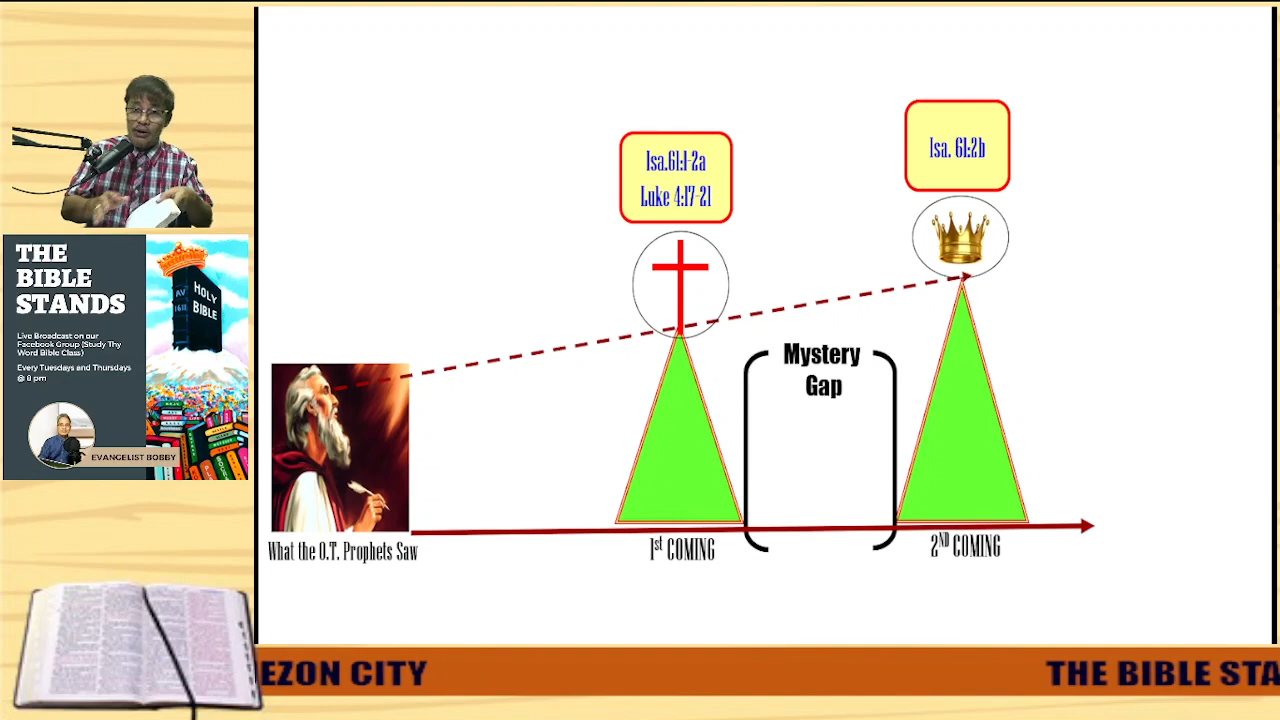 THE
BIBLE
STANDS
Live Broadcast on our
Facebook Group (Study Thy
Word Bible Class)
Every Tuesdays and Thursdays
@ 8 pm
EVANGELIST BOBBY
AV
1611
HOLY
BIBLE
Isa.61:1-2a
Luke 4:17-21
Isa. 61:2b
Mystery
Gap
What the O.T. Prophets Saw
1st COMING
2ND COMING
EZON CITY
THE BIBLE STA